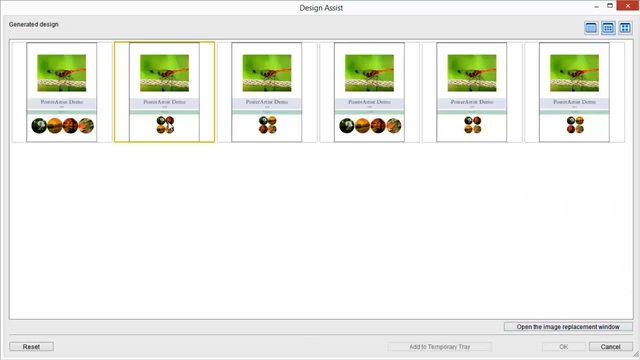 Design Assist
Generated design
PosterArtist Demo
PosterArtist Demo
PosterArtist Demo
PosterArtist Demo
PosterArtist Demo
PosterArtist Demo
Open the image replacement window
Reset
Add to Temporary Tray
OK
Cancel